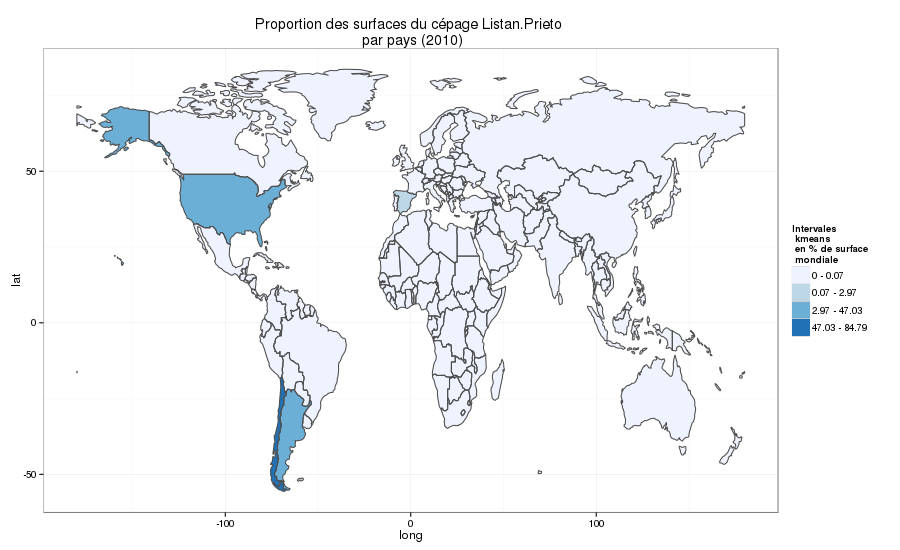 Proportion des surfaces du cépage Listan.Prieto
par pays (2010)
50
0
-50
lat
-100
0
100
long
Intervales
kmeans
en % de surface
mondiale
0 - 0.07
0.07 - 2.97
2.97 - 47.03
47.03 - 84.79